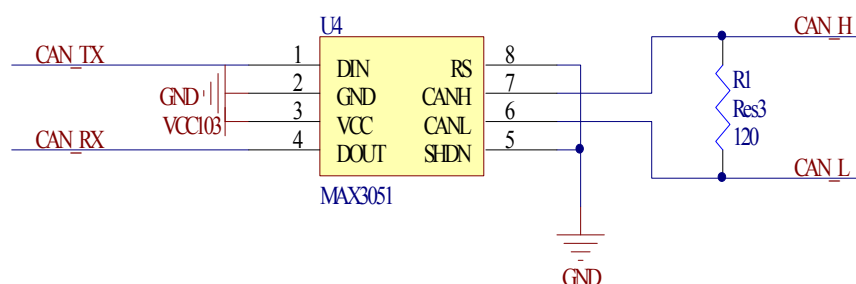 U4
CAN_TX
1
DIN
RS
8
CAN_H
GND
2
GND
CANH
7
R1
VCC103
3
VCC
CANL
6
Res3
CAN_RX
4
DOUT
SHDN
5
120
MAX3051
CAN_L
GND